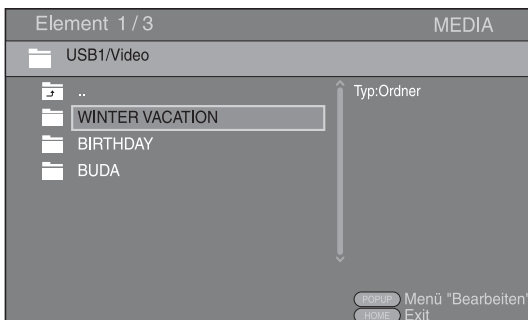 Element 1/3 MEDIA
USB1/Video
..
WINTER VACATION
BIRTHDAY
BUDA
Typ:Ordner
POPUP Menü "Bearbeiten"
HOME Exit